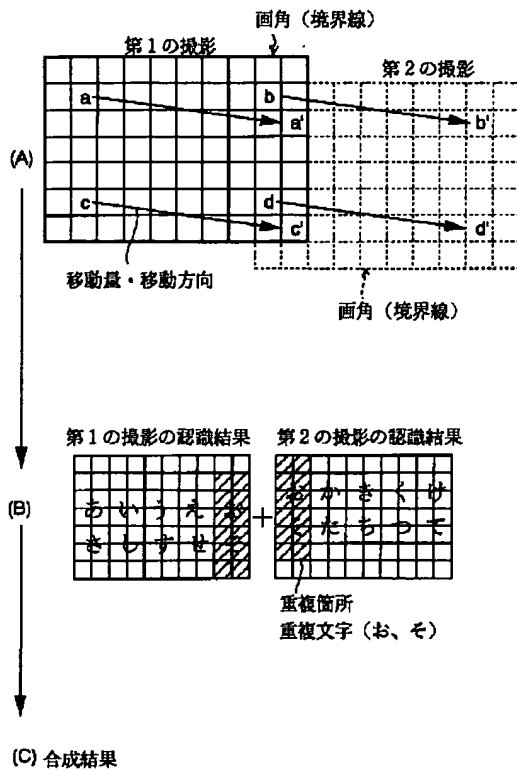 画角（境界線）
第1の撮影
第2の撮影
a
b
a'
b'
(A)
c
d
c'
d'
移動量・移動方向
画角（境界線）
第1の撮影の認識結果
第2の撮影の認識結果
(B)
あいうえお
さしすせそ
+
おかきくけ
そたちつて
重複箇所
重複文字（お、そ）
(C) 合成結果